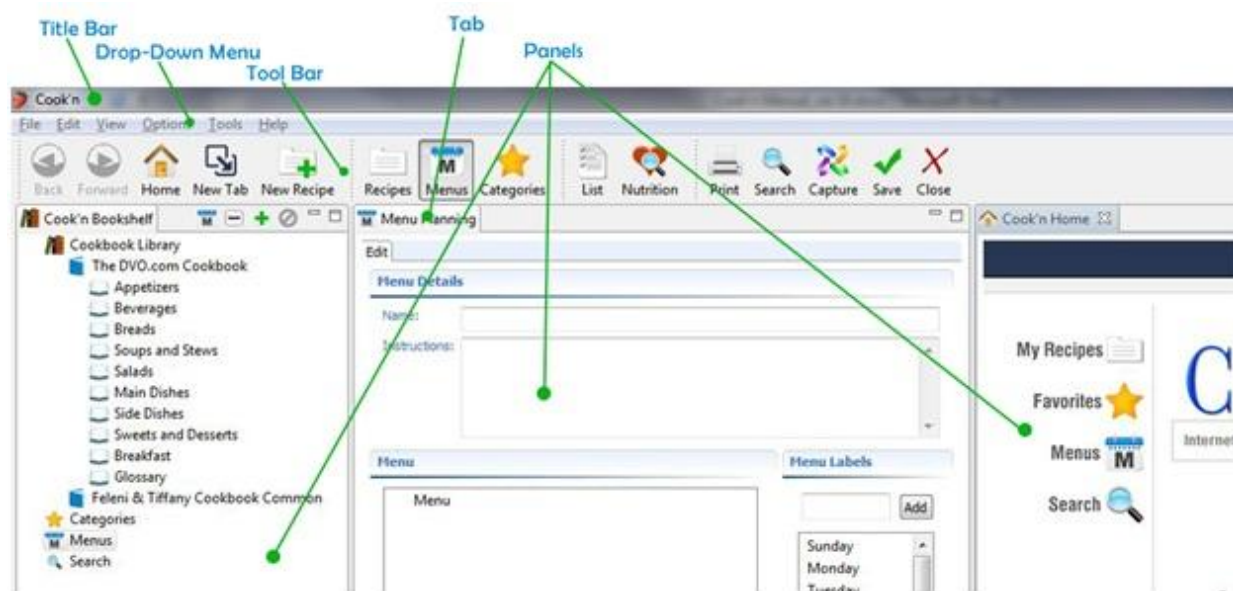 Title Bar
Tab
Drop-Down Menu
Panels
Tool Bar
Cook'n
File Edit View Options Tools Help
Back Forward Home New Tab New Recipe Recipes Menus Categories List Nutrition Print Search Capture Save Close
Cook'n Bookshelf
Cookbook Library
The DVO.com Cookbook
Appetizers
Beverages
Breads
Soups and Stews
Salads
Main Dishes
Side Dishes
Sweets and Desserts
Breakfast
Glossary
Feleni & Tiffany Cookbook Common
Categories
Menus
Search
Menu Planning
Edit
Menu Details
Name:
Instructions:
Menu
Menu
Menu Labels
Add
Sunday
Monday
Tuesday
Cook'n Home
My Recipes
Favorites
Menus
Search
C
Internet